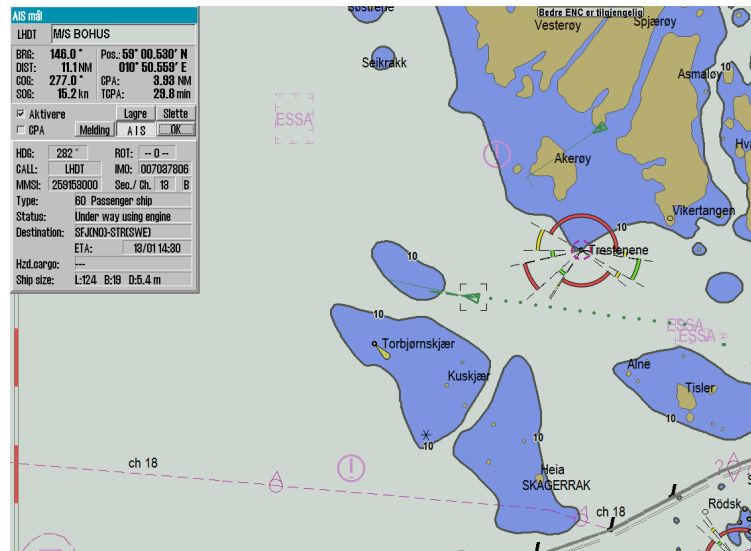 AIS mål
LHDT M/S BOHUS
BRG: 146.0 ° Pos.: 59° 00.530' N
DIST: 11.1 NM 010° 50.559' E
COG: 277.0 ° CPA: 3.93 NM
SOG: 15.2 kn TCPA: 29.8 min
Aktivere Lagre Slette
CPA Melding A I S OK
HDG: 282 ° ROT: -- 0 --
CALL: LHDT IMO: 007037806
MMSI: 259153000 Sec./ Ch. 13 B
Type: 60 Passenger ship
Status: Under way using engine
Destination: SFJ(NO)-STR(SWE)
ETA: 13/01 14:30
Hzd.cargo: ---
Ship size: L:124 B:19 D:5.4 m
Søstrene
Bedre ENC er tilgjengelig
Vesterøy
Spjærøy
Seikrakk
10
Asmaløy
ESSA
Akerøy
Vikertangen
10
Trestenene
10
10
ESSA
ESSA
Torbjørnskjær
Alne
Kuskjær
Tisler
10
10
10
ch 18
Heia
SKAGERRAK
ch 18
Rödsk